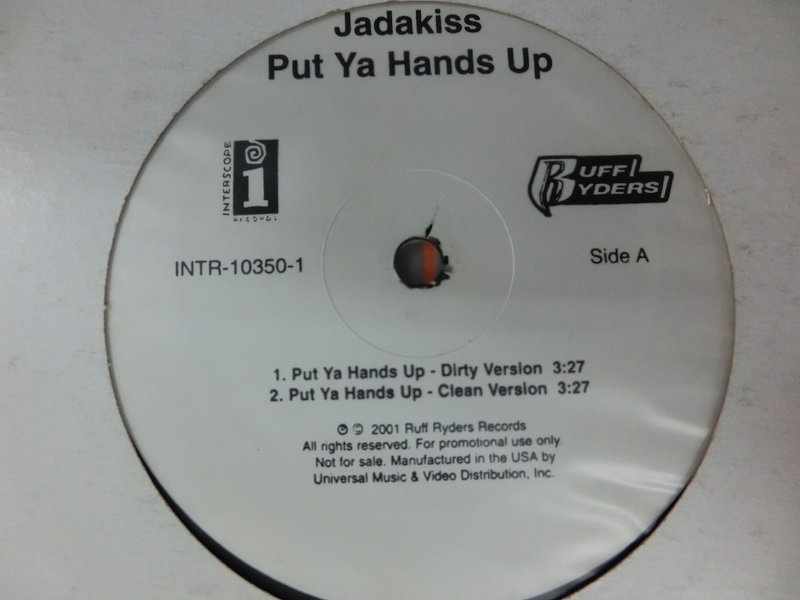 Jadakiss
Put Ya Hands Up
INTERSCOPE
i
RECORDS
RUFF
RYDERS
INTR-10350-1
Side A
1. Put Ya Hands Up - Dirty Version 3:27
2. Put Ya Hands Up - Clean Version 3:27
℗ © 2001 Ruff Ryders Records
All rights reserved. For promotional use only.
Not for sale. Manufactured in the USA by
Universal Music & Video Distribution, Inc.